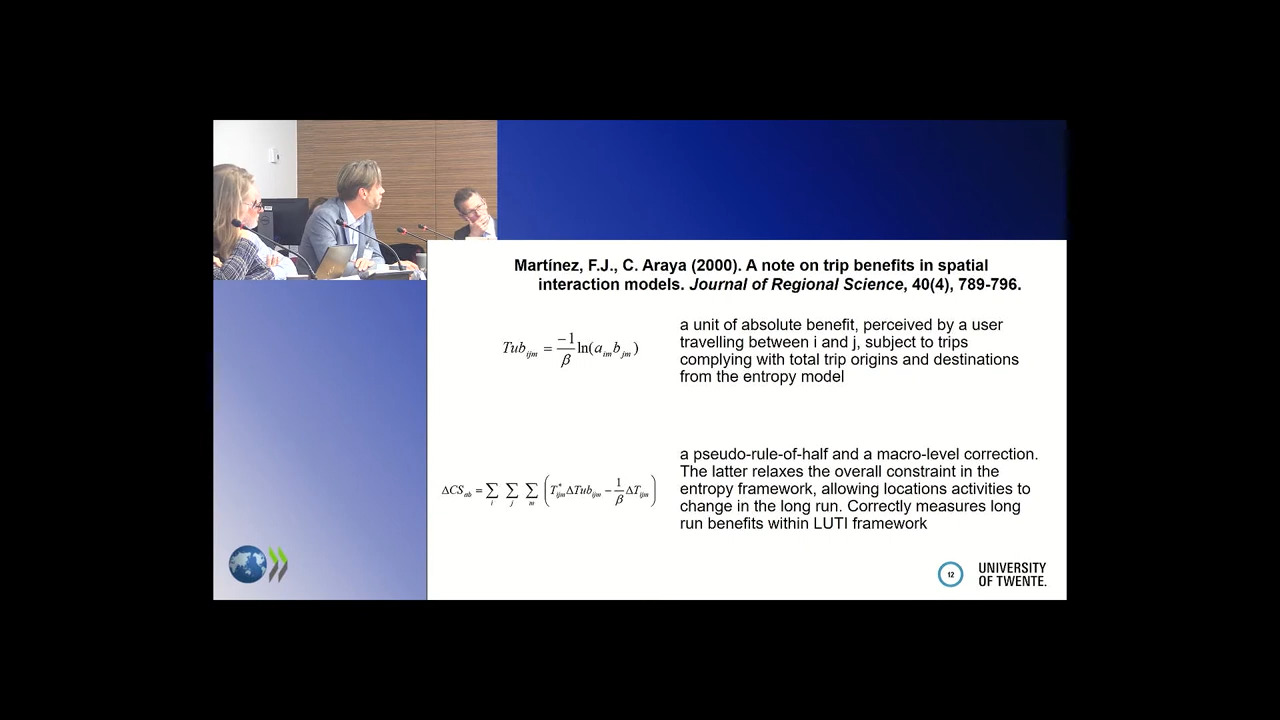 Martínez, F.J., C. Araya (2000). A note on trip benefits in spatial
interaction models. Journal of Regional Science, 40(4), 789-796.
Tub_ijm = -1/β ln(a_im b_jm)
a unit of absolute benefit, perceived by a user
travelling between i and j, subject to trips
complying with total trip origins and destinations
from the entropy model
ΔCS_ab = ∑_i ∑_j ∑_m (T*_ijm ΔTub_ijm − 1/β ΔT_ijm)
a pseudo-rule-of-half and a macro-level correction.
The latter relaxes the overall constraint in the
entropy framework, allowing locations activities to
change in the long run. Correctly measures long
run benefits within LUTI framework
12
UNIVERSITY
OF TWENTE.